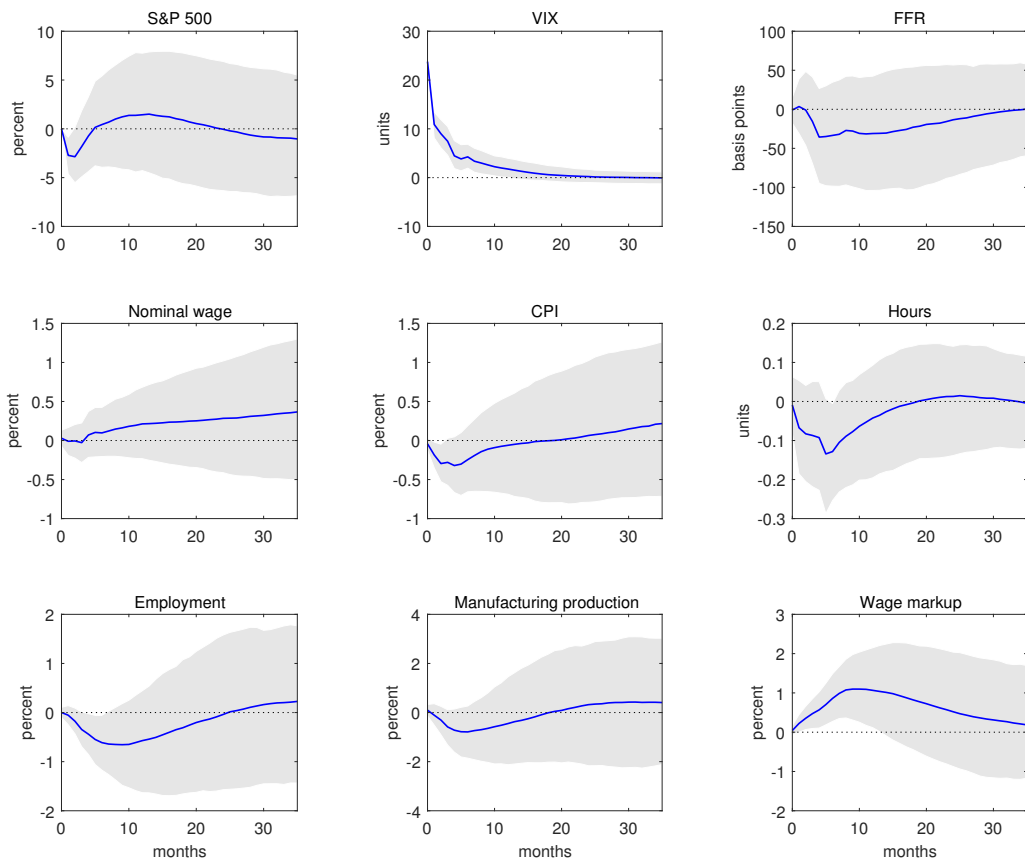 S&P 500
VIX
FFR
10
5
0
-5
-10
percent
0 10 20 30
30
20
10
0
-10
units
0 10 20 30
100
50
0
-50
-100
-150
basis points
0 10 20 30
Nominal wage
CPI
Hours
1.5
1
0.5
0
-0.5
-1
percent
0 10 20 30
1.5
1
0.5
0
-0.5
-1
percent
0 10 20 30
0.2
0.1
0
-0.1
-0.2
-0.3
units
0 10 20 30
Employment
Manufacturing production
Wage markup
2
1
0
-1
-2
percent
0 10 20 30
months
4
2
0
-2
-4
percent
0 10 20 30
months
3
2
1
0
-1
-2
percent
0 10 20 30
months